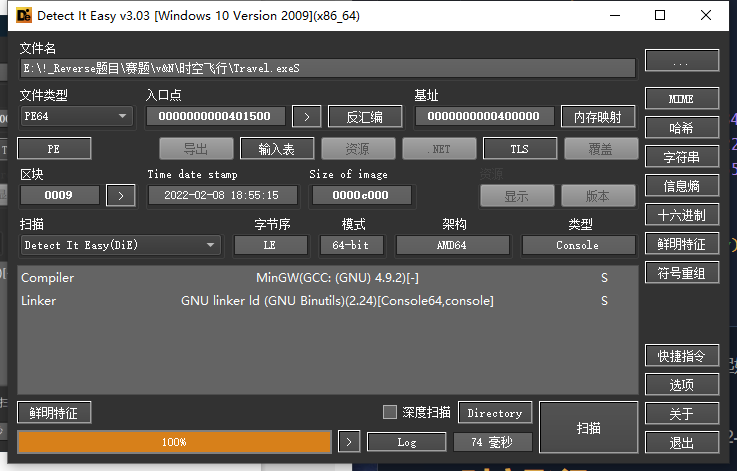 Detect It Easy v3.03 [Windows 10 Version 2009](x86_64)
文件名
E:\!_Reverse题目\赛题\v&N\时空飞行\Travel.exeS
...
文件类型 入口点 基址
PE64 0000000000401500 > 反汇编 0000000000400000 内存映射
MIME
PE 导出 输入表 资源 .NET TLS 覆盖
哈希
区块 Time date stamp Size of image 资源
字符串
0009 > 2022-02-08 18:55:15 0000c000 显示 版本
信息熵
扫描 字节序 模式 架构 类型
十六进制
Detect It Easy(DiE) LE 64-bit AMD64 Console
鲜明特征
Compiler MinGW(GCC: (GNU) 4.9.2)[-] S
符号重组
Linker GNU linker ld (GNU Binutils)(2.24)[Console64,console] S
快捷指令
选项
鲜明特征 深度扫描 Directory 扫描
关于
100% > Log 74 毫秒
退出